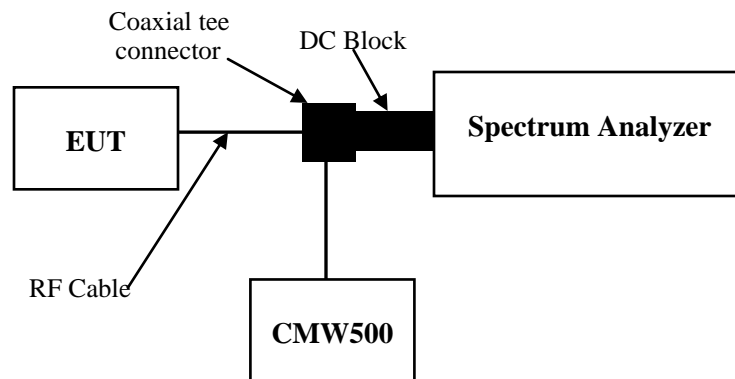 Coaxial tee
connector
DC Block
EUT
Spectrum Analyzer
RF Cable
CMW500